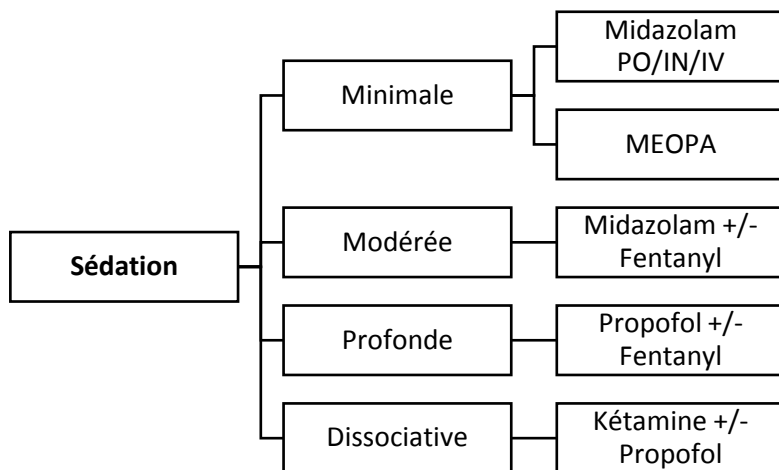 Midazolam
PO/IN/IV
Minimale
MEOPA
Modérée
Midazolam +/-
Fentanyl
Sédation
Profonde
Propofol +/-
Fentanyl
Dissociative
Kétamine +/-
Propofol